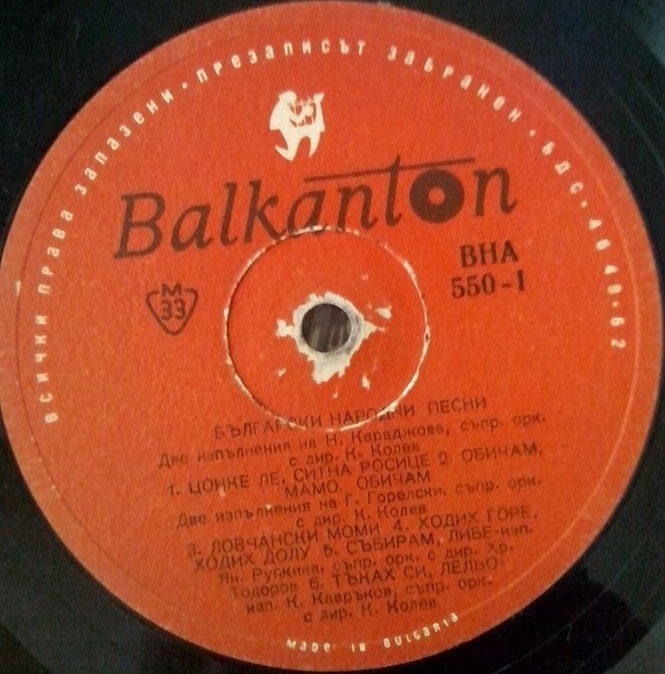 ВСИЧКИ ПРАВА ЗАПАЗЕНИ • ПРЕЗАПИСЪТ ЗАБРАНЕН • БДС • 4640-62
Balkanton
М
33
ВНА
550-I
БЪЛГАРСКИ НАРОДНИ ПЕСНИ
Две изпълнения на Н. Караджова, съпр. орк.
с дир. К. Колев
1. ЦОНКЕ ЛЕ, СИТНА РОСИЦЕ 2. ОБИЧАМ,
МАМО, ОБИЧАМ
Две изпълнения на Г. Горелски, съпр. орк.
с дир. К. Колев
3. ЛОВЧАНСКИ МОМИ 4. ХОДИХ ГОРЕ,
ХОДИХ ДОЛУ 5. СЪБИРАМ, ЛИБЕ-изп.
Ян. Рупкина, съпр. орк. с дир. Хр.
Тодоров 6. ТЪКАХ СИ, ЛЕЛЬО-
изп. К. Кавръков, съпр. орк.
с дир. К. Колев
MADE IN BULGARIA